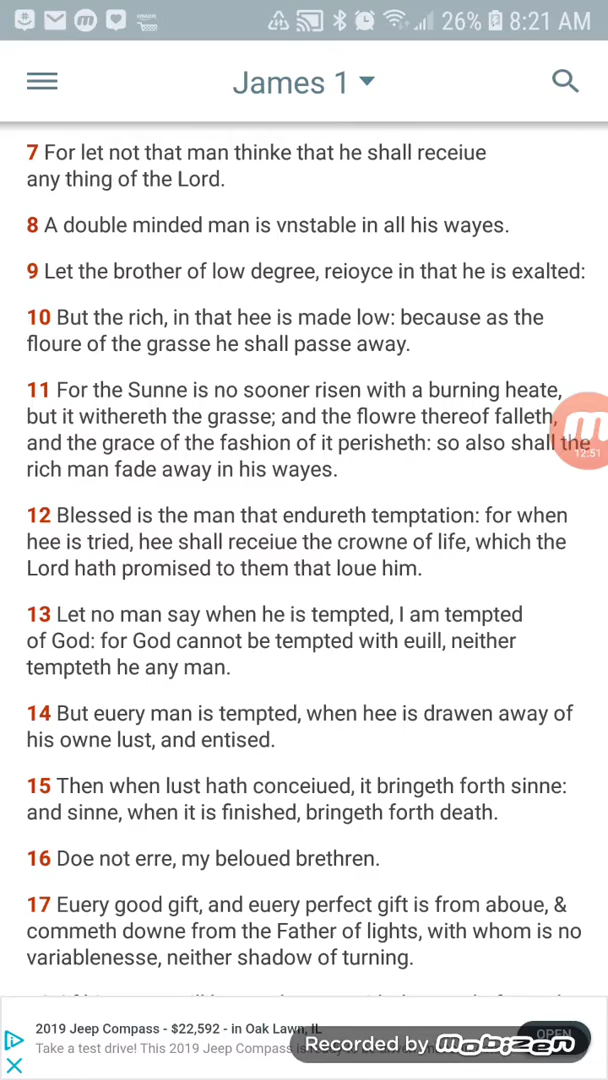 26% 8:21 AM
James 1
7 For let not that man thinke that he shall receiue
any thing of the Lord.
8 A double minded man is vnstable in all his wayes.
9 Let the brother of low degree, reioyce in that he is exalted:
10 But the rich, in that hee is made low: because as the
floure of the grasse he shall passe away.
11 For the Sunne is no sooner risen with a burning heate,
but it withereth the grasse; and the flowre thereof falleth,
and the grace of the fashion of it perisheth: so also shall the
12:51
rich man fade away in his wayes.
12 Blessed is the man that endureth temptation: for when
hee is tried, hee shall receiue the crowne of life, which the
Lord hath promised to them that loue him.
13 Let no man say when he is tempted, I am tempted
of God: for God cannot be tempted with euill, neither
tempteth he any man.
14 But euery man is tempted, when hee is drawen away of
his owne lust, and entised.
15 Then when lust hath conceiued, it bringeth forth sinne:
and sinne, when it is finished, bringeth forth death.
16 Doe not erre, my beloued brethren.
17 Euery good gift, and euery perfect gift is from aboue, &
commeth downe from the Father of lights, with whom is no
variablenesse, neither shadow of turning.
2019 Jeep Compass - $22,592 - in Oak Lawn, IL
OPEN
Take a test drive! This 2019 Jeep Compass is
Recorded by mobizen